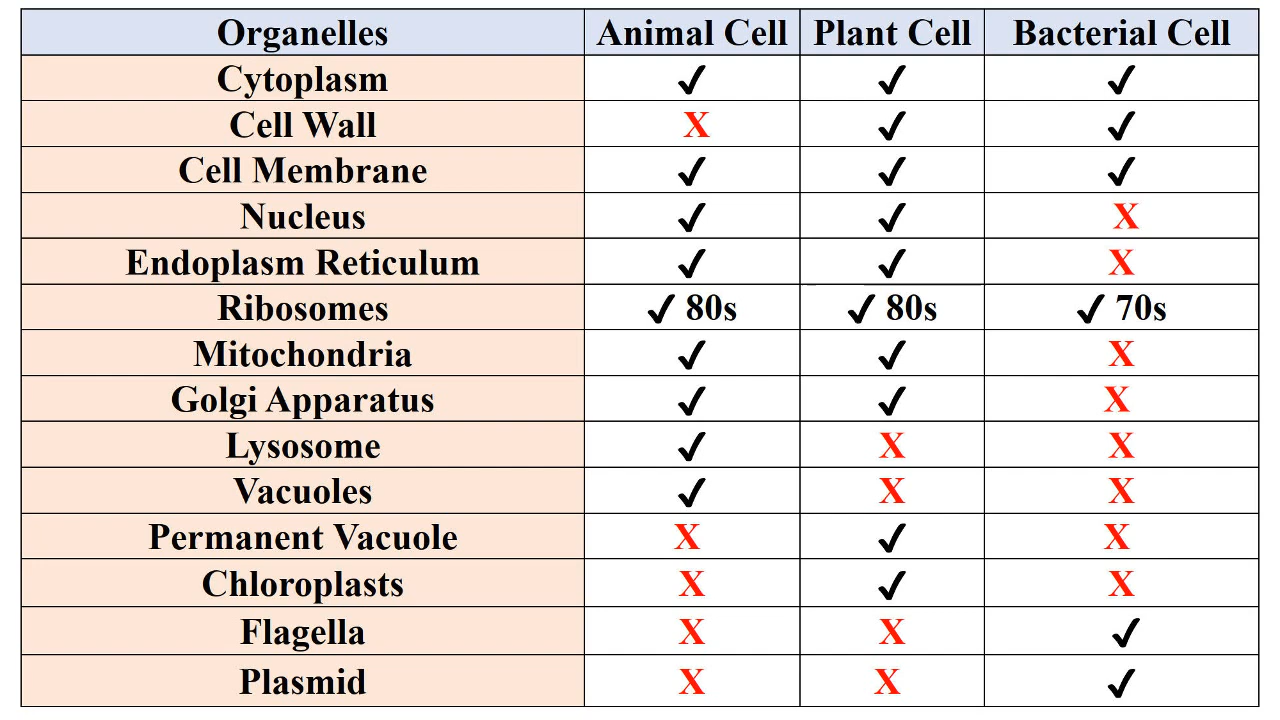 Organelles Animal Cell Plant Cell Bacterial Cell
Cytoplasm ✓ ✓ ✓
Cell Wall X ✓ ✓
Cell Membrane ✓ ✓ ✓
Nucleus ✓ ✓ X
Endoplasm Reticulum ✓ ✓ X
Ribosomes ✓ 80s ✓ 80s ✓ 70s
Mitochondria ✓ ✓ X
Golgi Apparatus ✓ ✓ X
Lysosome ✓ X X
Vacuoles ✓ X X
Permanent Vacuole X ✓ X
Chloroplasts X ✓ X
Flagella X X ✓
Plasmid X X ✓